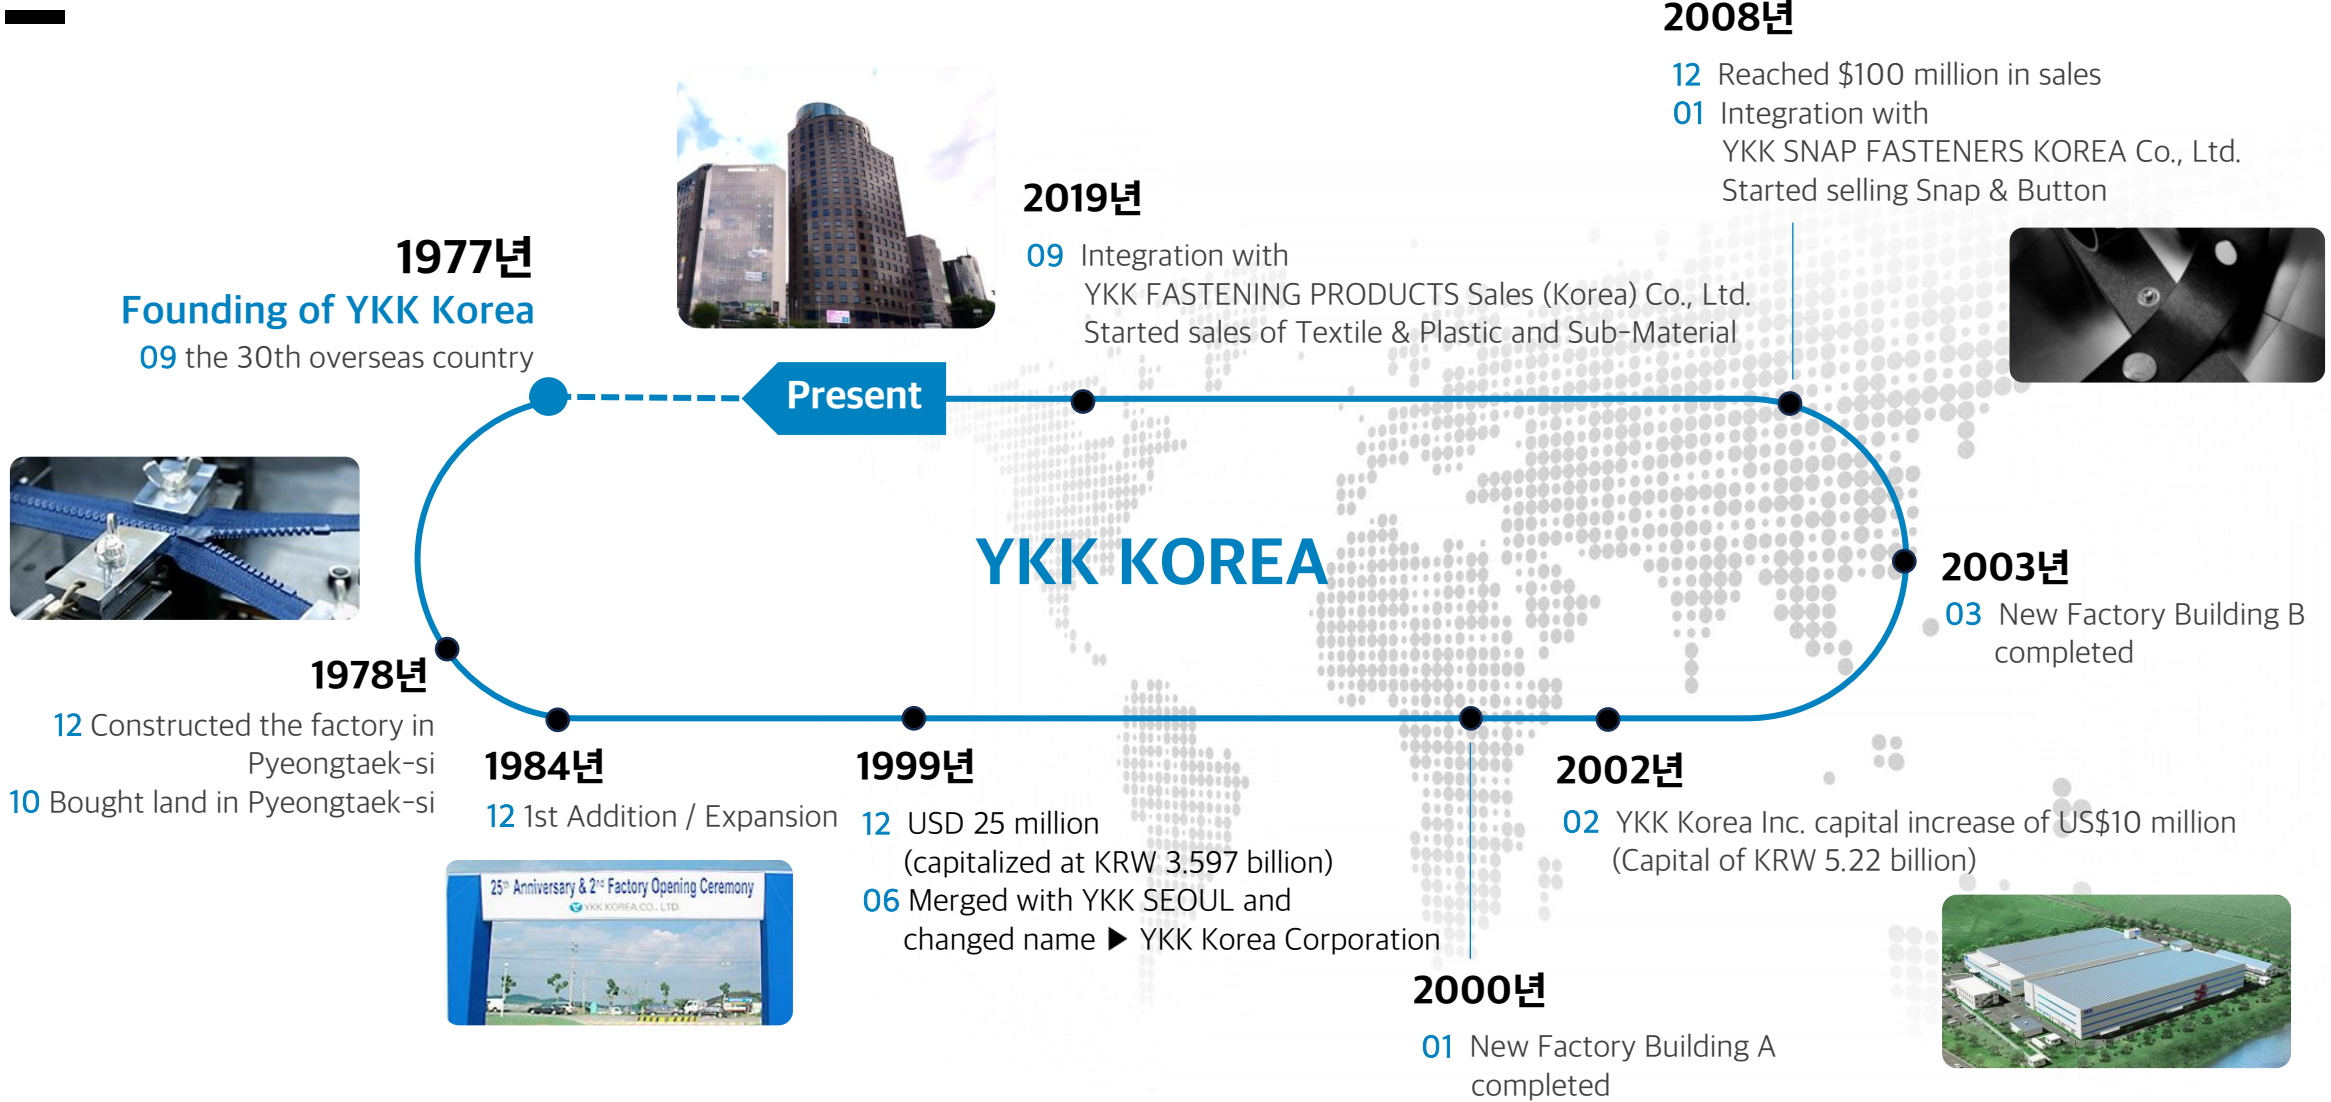 1977년
Founding of YKK Korea
09 the 30th overseas country
1978년
12 Constructed the factory in
Pyeongtaek-si
10 Bought land in Pyeongtaek-si
1984년
12 1st Addition / Expansion
25th Anniversary & 2nd Factory Opening Ceremony
YKK KOREA CO., LTD.
1999년
12 USD 25 million
(capitalized at KRW 3.597 billion)
06 Merged with YKK SEOUL and
changed name ▶ YKK Korea Corporation
2000년
01 New Factory Building A
completed
2002년
02 YKK Korea Inc. capital increase of US$10 million
(Capital of KRW 5.22 billion)
2003년
03 New Factory Building B
completed
2008년
12 Reached $100 million in sales
01 Integration with
YKK SNAP FASTENERS KOREA Co., Ltd.
Started selling Snap & Button
2019년
09 Integration with
YKK FASTENING PRODUCTS Sales (Korea) Co., Ltd.
Started sales of Textile & Plastic and Sub-Material
Present
YKK KOREA